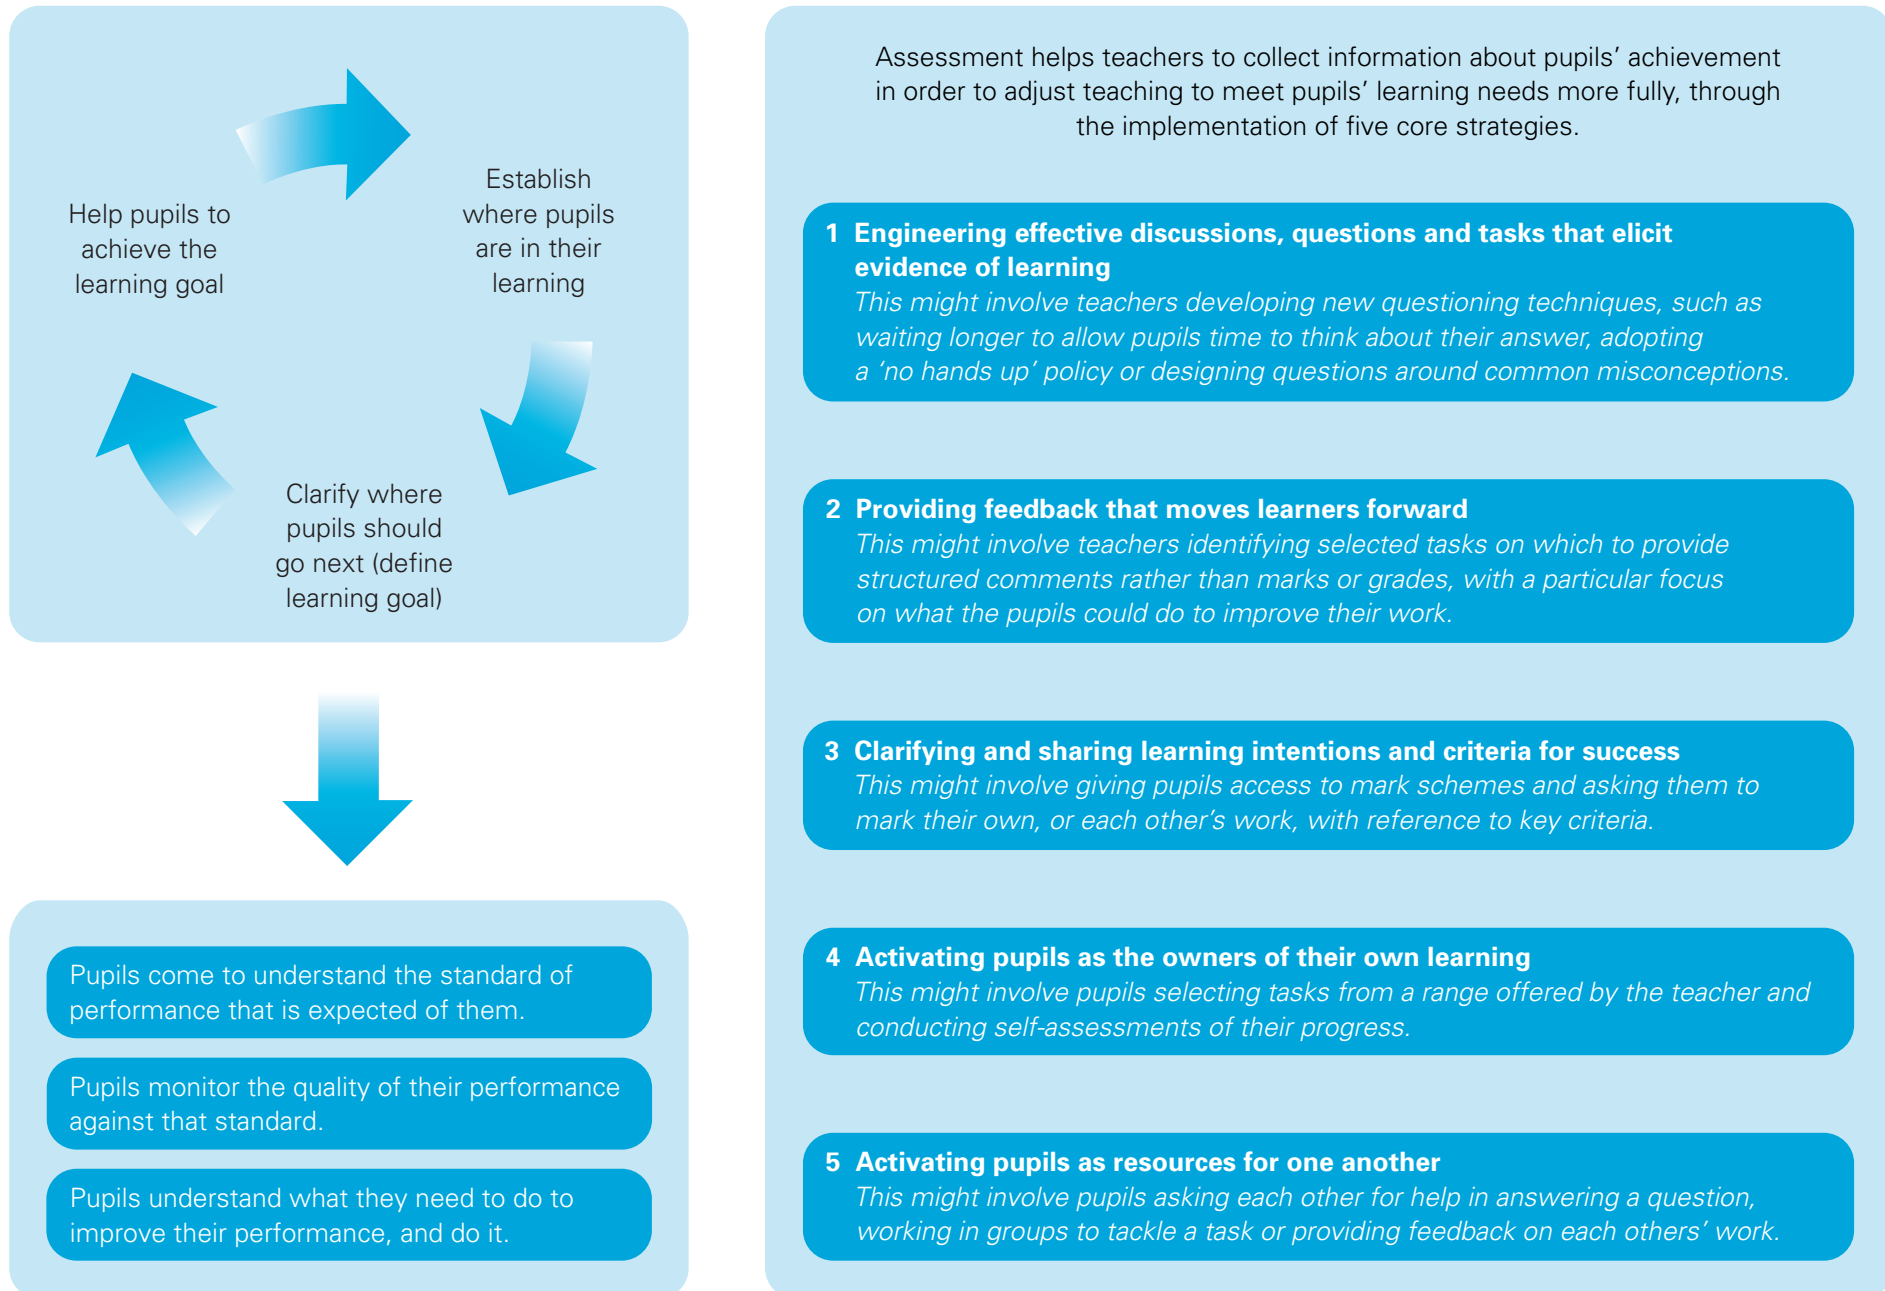 Help pupils to
achieve the
learning goal
Establish
where pupils
are in their
learning
Clarify where
pupils should
go next (define
learning goal)
Pupils come to understand the standard of
performance that is expected of them.
Pupils monitor the quality of their performance
against that standard.
Pupils understand what they need to do to
improve their performance, and do it.
Assessment helps teachers to collect information about pupils’ achievement
in order to adjust teaching to meet pupils’ learning needs more fully, through
the implementation of five core strategies.
1 Engineering effective discussions, questions and tasks that elicit
evidence of learning
This might involve teachers developing new questioning techniques, such as
waiting longer to allow pupils time to think about their answer, adopting
a ‘no hands up’ policy or designing questions around common misconceptions.
2 Providing feedback that moves learners forward
This might involve teachers identifying selected tasks on which to provide
structured comments rather than marks or grades, with a particular focus
on what the pupils could do to improve their work.
3 Clarifying and sharing learning intentions and criteria for success
This might involve giving pupils access to mark schemes and asking them to
mark their own, or each other’s work, with reference to key criteria.
4 Activating pupils as the owners of their own learning
This might involve pupils selecting tasks from a range offered by the teacher and
conducting self-assessments of their progress.
5 Activating pupils as resources for one another
This might involve pupils asking each other for help in answering a question,
working in groups to tackle a task or providing feedback on each others’ work.